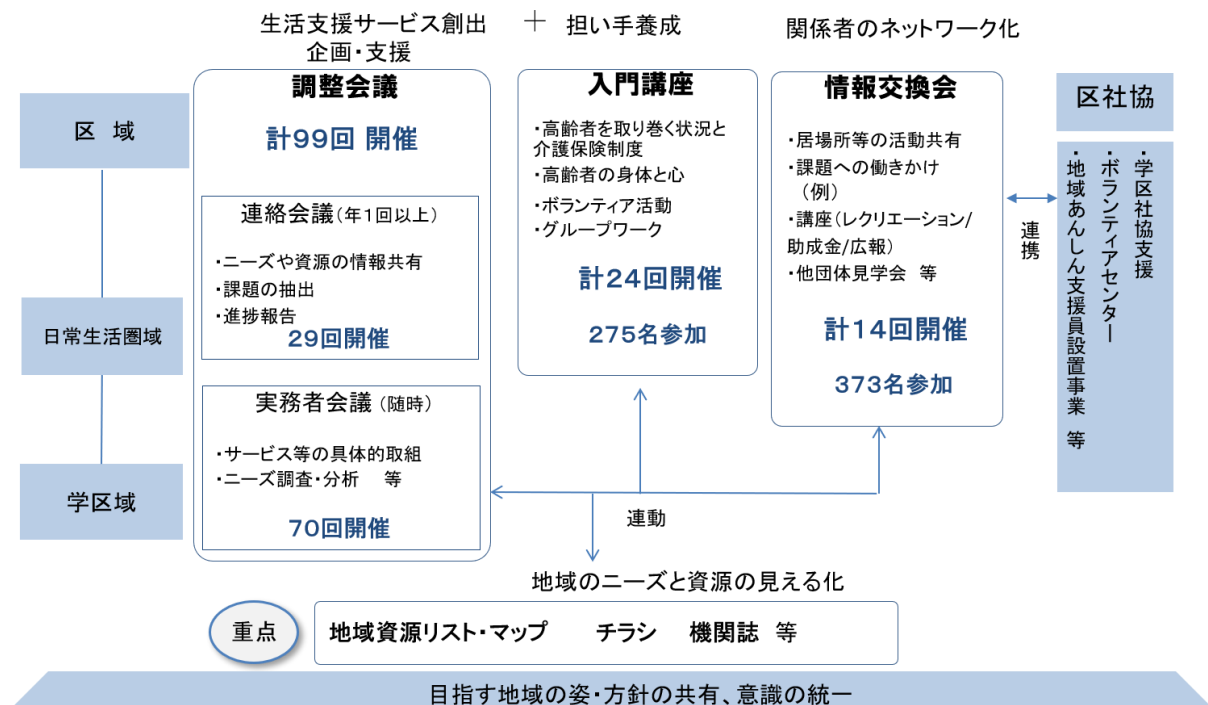 生活支援サービス創出
企画・支援
＋
担い手養成
関係者のネットワーク化
区 域
日常生活圏域
学区域
調整会議
計99回 開催
連絡会議(年1回以上)
・ニーズや資源の情報共有
・課題の抽出
・進捗報告
29回開催
実務者会議(随時)
・サービス等の具体的取組
・ニーズ調査・分析 等
70回開催
入門講座
・高齢者を取り巻く状況と
介護保険制度
・高齢者の身体と心
・ボランティア活動
・グループワーク
計24回開催
275名参加
情報交換会
・居場所等の活動共有
・課題への働きかけ
(例)
・講座(レクリエーション/
助成金/広報)
・他団体見学会 等
計14回開催
373名参加
連携
区社協
・学区社協支援
・ボランティアセンター
・地域あんしん支援員設置事業 等
連動
地域のニーズと資源の見える化
重点
地域資源リスト・マップ チラシ 機関誌 等
目指す地域の姿・方針の共有、意識の統一